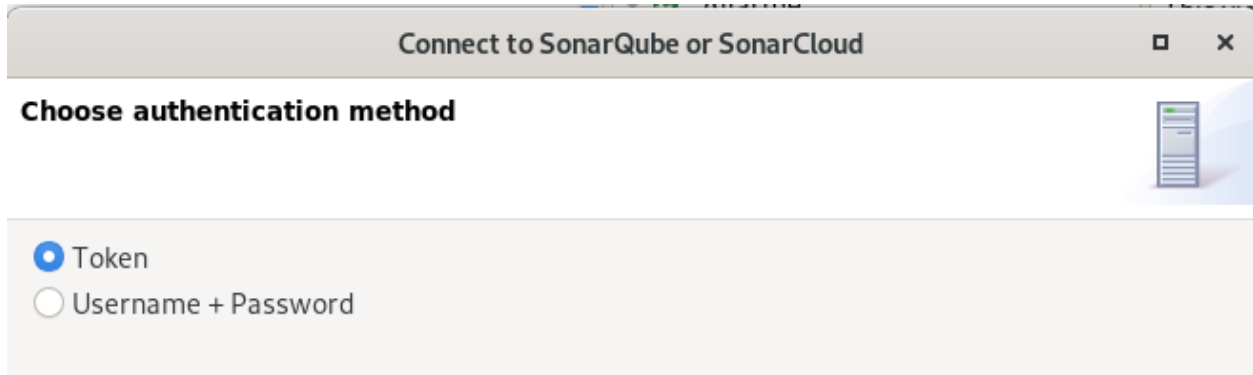 Connect to SonarQube or SonarCloud
Choose authentication method
Token
Username + Password